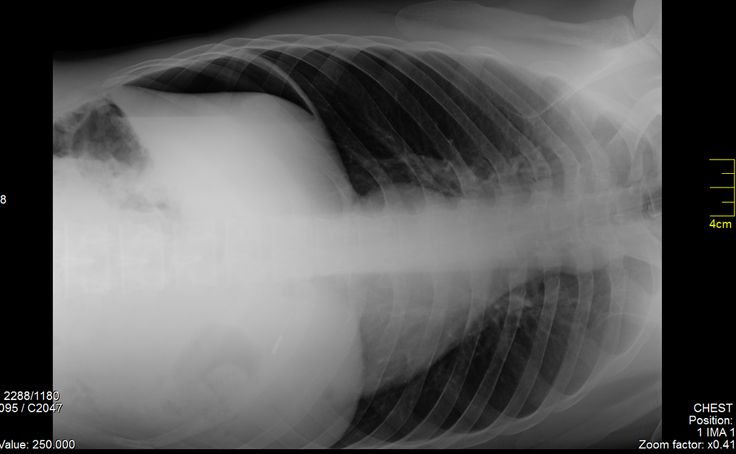 8
4cm
2288/1180
095 / C2047
Value: 250.000
CHEST
Position:
1 IMA 1
Zoom factor: x0.41